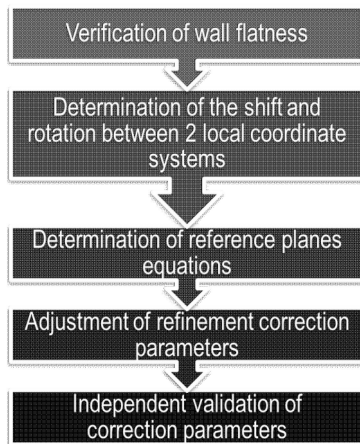 Verification of wall flatness
Determination of the shift and
rotation between 2 local coordinate
systems
Determination of reference planes
equations
Adjustment of refinement correction
parameters
Independent validation of
correction parameters